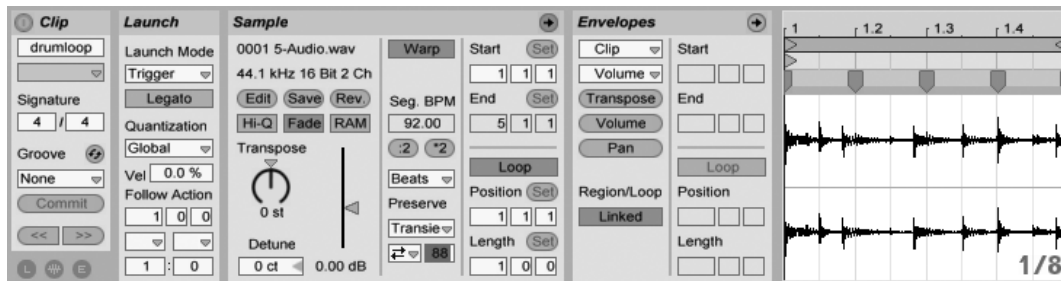 Clip
drumloop
Signature
4 / 4
Groove
None
Commit
<< >>
L E
Launch
Launch Mode
Trigger
Legato
Quantization
Global
Vel 0.0 %
Follow Action
1 0 0
1 : 0
Sample
0001 5-Audio.wav
44.1 kHz 16 Bit 2 Ch
Edit Save Rev.
Hi-Q Fade RAM
Transpose
0 st
Detune
0 ct 0.00 dB
Warp
Seg. BPM
92.00
:2 *2
Beats
Preserve
Transie
88
Start Set
1 1 1
End Set
5 1 1
Loop
Position Set
1 1 1
Length Set
1 0 0
Envelopes
Clip
Volume
Transpose
Volume
Pan
Region/Loop
Linked
Start
End
Loop
Position
Length
1 1.2 1.3 1.4
1/8